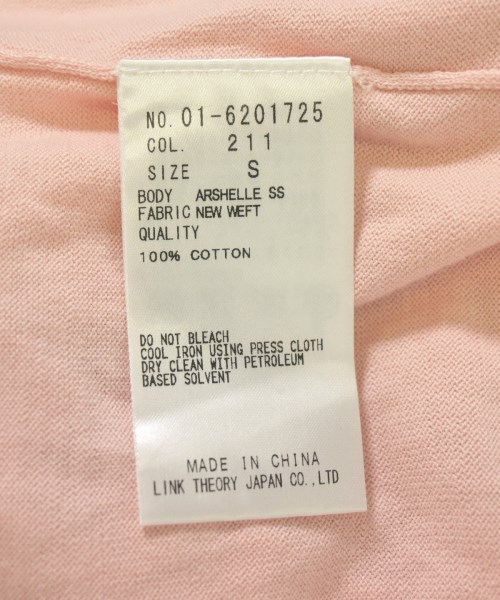 NO. 01-6201725
COL. 211
SIZE S
BODY ARSHELLE SS
FABRIC NEW WEFT
QUALITY
100% COTTON
DO NOT BLEACH
COOL IRON USING PRESS CLOTH
DRY CLEAN WITH PETROLEUM
BASED SOLVENT
MADE IN CHINA
LINK THEORY JAPAN CO.,LTD